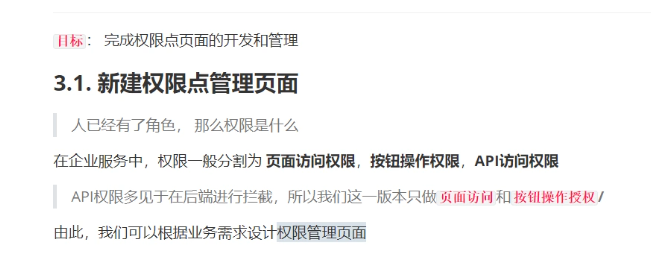 目标： 完成权限点页面的开发和管理
3.1. 新建权限点管理页面
人已经有了角色， 那么权限是什么
在企业服务中，权限一般分割为 页面访问权限，按钮操作权限，API访问权限
API权限多见于在后端进行拦截，所以我们这一版本只做页面访问和按钮操作授权/
由此，我们可以根据业务需求设计权限管理页面